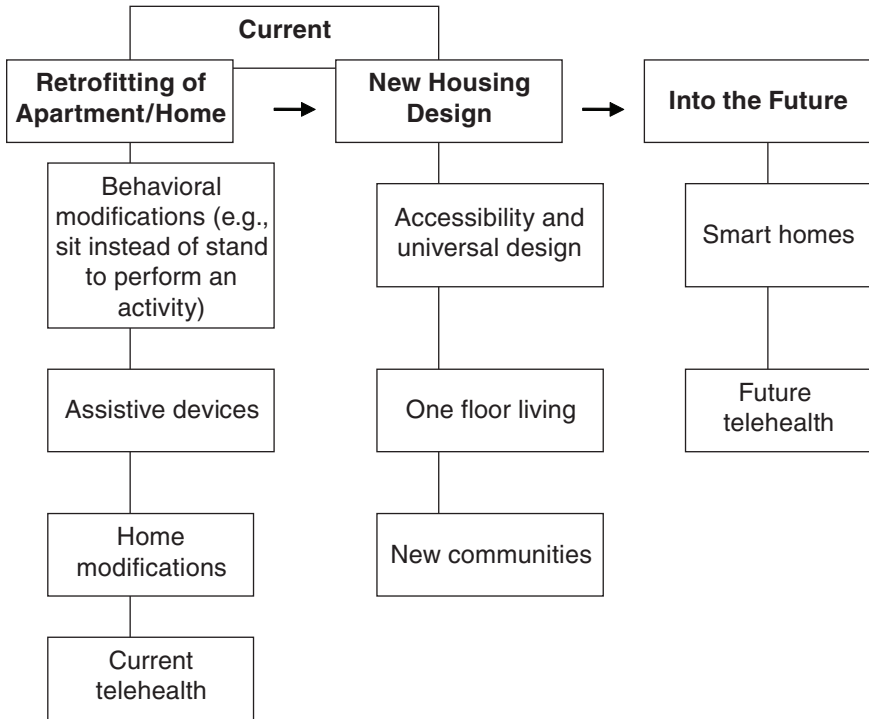 Current
Retrofitting of
Apartment/Home
New Housing
Design
Into the Future
Behavioral
modifications (e.g.,
sit instead of stand
to perform an
activity)
Assistive devices
Home
modifications
Current
telehealth
Accessibility and
universal design
One floor living
New communities
Smart homes
Future
telehealth